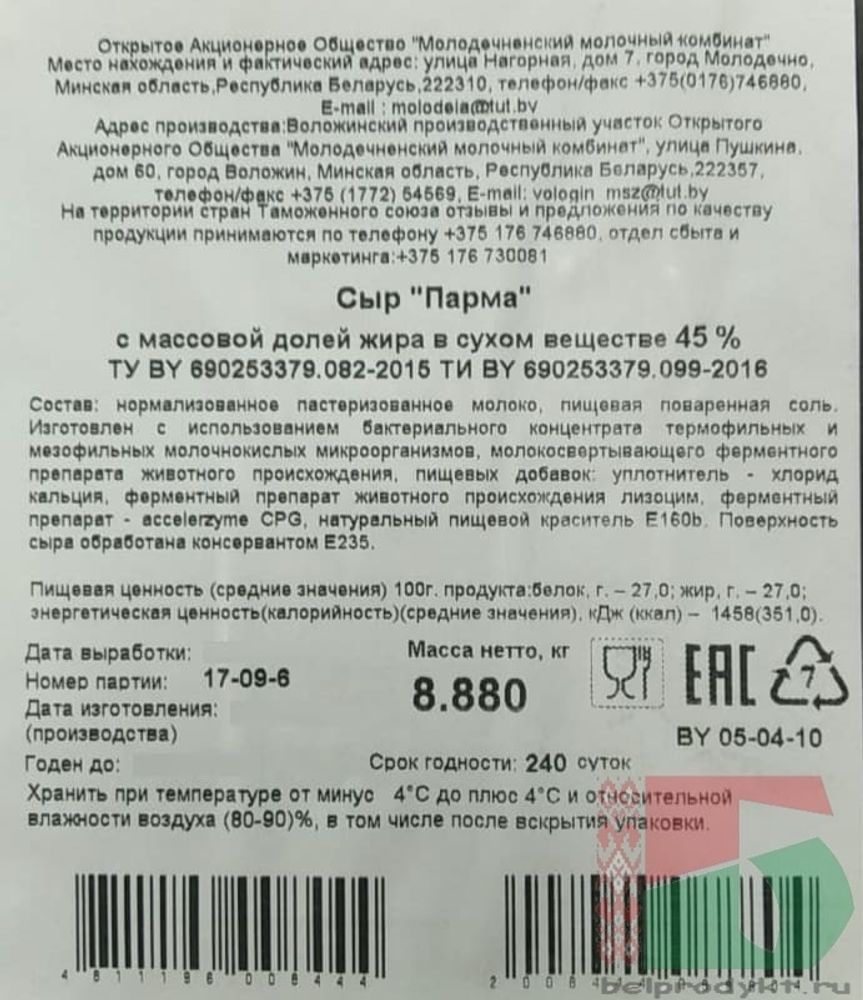 Открытое Акционерное Общество "Молодечненский молочный комбинат"
Место нахождения и фактический адрес: улица Нагорная, дом 7, город Молодечно,
Минская область,Республика Беларусь,222310, телефон/факс +375(0176)746880,
E-mail : molodeia@tut.by
Адрес производства:Воложинский производственный участок Открытого
Акционерного Общества "Молодечненский молочный комбинат", улица Пушкина,
дом 60, город Воложин, Минская область, Республика Беларусь,222357,
телефон/факс +375 (1772) 54569, E-mail: vologin msz@tut.by
На территории стран Таможенного союза отзывы и предложения по качеству
продукции принимаются по телефону +375 176 746880, отдел сбыта и
маркетинга:+375 176 730081
Сыр "Парма"
с массовой долей жира в сухом веществе 45 %
ТУ BY 690253379.082-2015 ТИ BY 690253379.099-2016
Состав: нормализованное пастеризованное молоко, пищевая поваренная соль.
Изготовлен с использованием бактериального концентрата термофильных и
мезофильных молочнокислых микроорганизмов, молокосвертывающего ферментного
препарата животного происхождения, пищевых добавок: уплотнитель - хлорид
кальция, ферментный препарат животного происхождения лизоцим, ферментный
препарат - accelerzyme CPG, натуральный пищевой краситель Е160b. Поверхность
сыра обработана консервантом Е235.
Пищевая ценность (средние значения) 100г. продукта:белок, г. – 27,0; жир, г. – 27,0;
энергетическая ценность(калорийность)(средние значения), кДж (ккал) – 1458(351,0).
Дата выработки:
Масса нетто, кг
Номер партии: 17-09-6
8.880
EAC
7
Дата изготовления:
(производства)
BY 05-04-10
Годен до:
Срок годности: 240 суток
Хранить при температуре от минус 4°C до плюс 4°C и относительной
влажности воздуха (80-90)%, в том числе после вскрытия упаковки.
4811196008444
belprodykt.ru